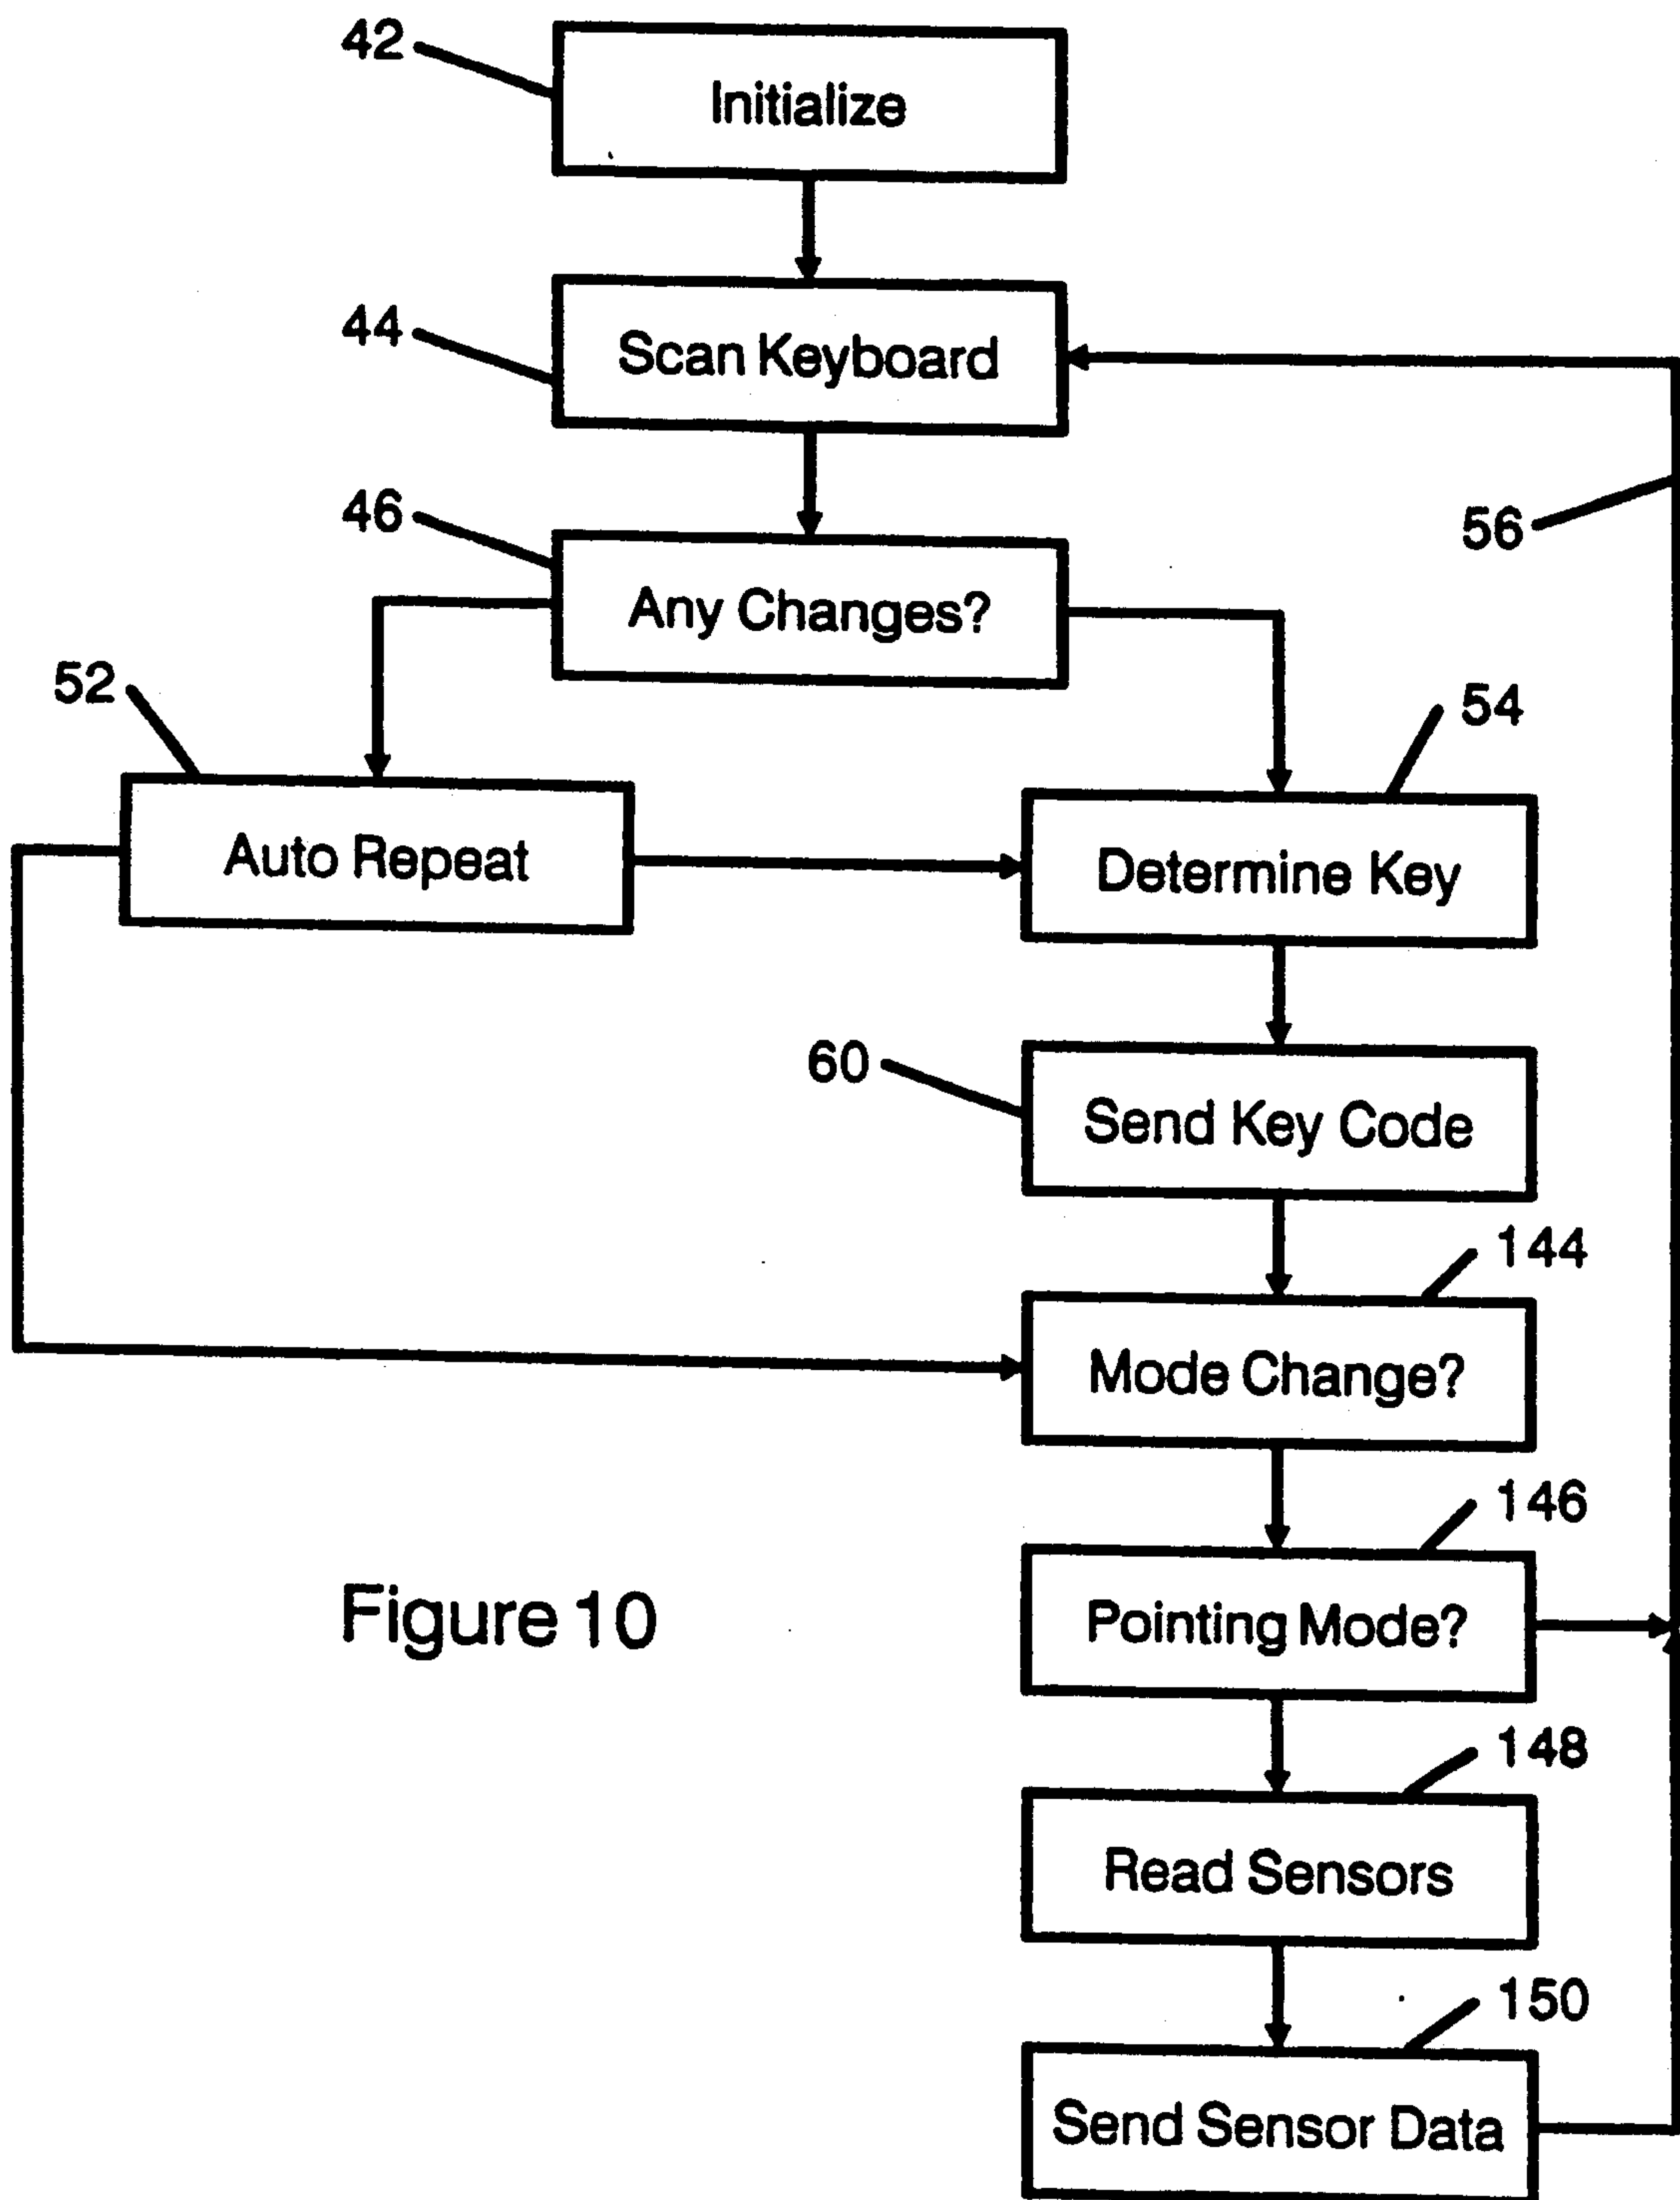 42
Initialize
44
Scan Keyboard
56
46
Any Changes?
52
54
Auto Repeat
Determine Key
60
Send Key Code
144
Mode Change?
146
Pointing Mode?
Figure 10
148
Read Sensors
150
Send Sensor Data